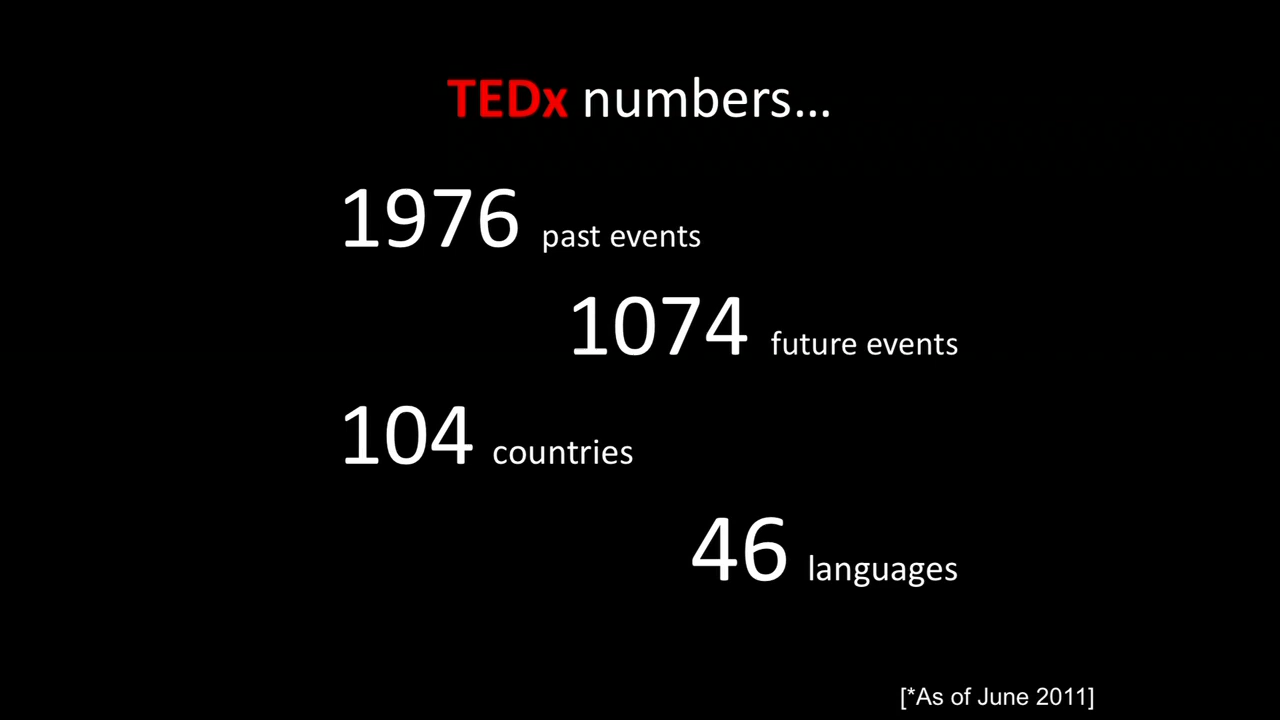 TEDx numbers...
1976 past events
1074 future events
104 countries
46 languages
[*As of June 2011]